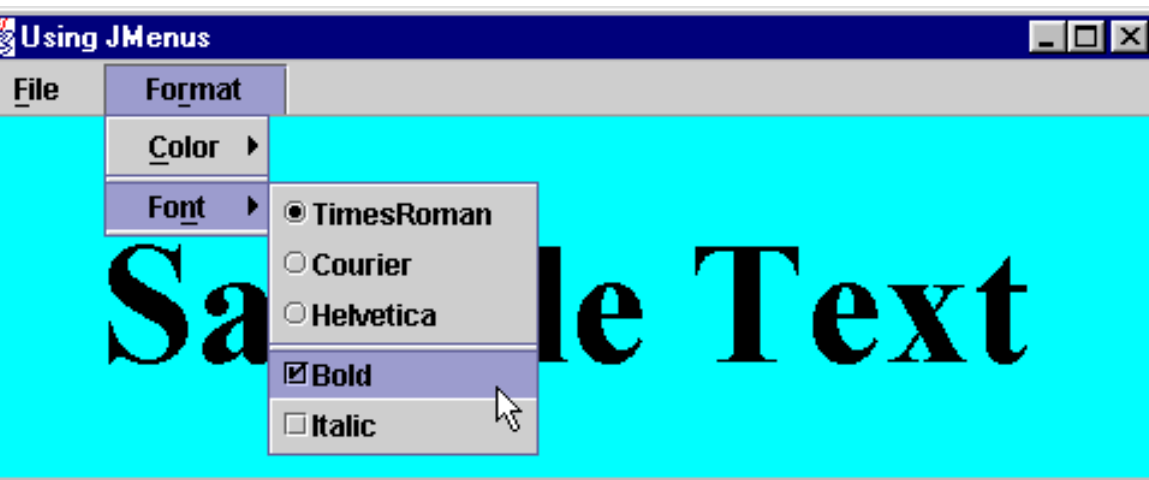 Using JMenus
File Format
Color
Font
TimesRoman
Courier
Helvetica
Bold
Italic
Sa le Text